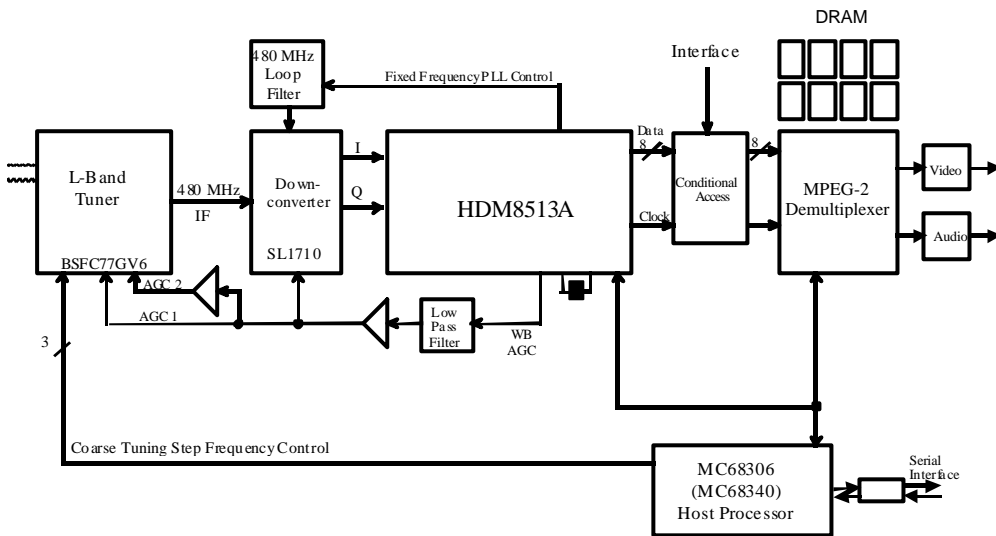 DRAM
480 MHz
Loop
Filter
Fixed Frequency PLL Control
Interface
L-Band
Tuner
BSFC77GV6
480 MHz
IF
Down-
converter
SL1710
I
Q
HDM8513A
Data
8
Clock
Conditional
Access
8
MPEG-2
Demultiplexer
Video
Audio
AGC 2
AGC 1
Low
Pass
Filter
WB
AGC
3
Coarse Tuning Step Frequency Control
MC68306
(MC68340)
Host Processor
Serial
Interface